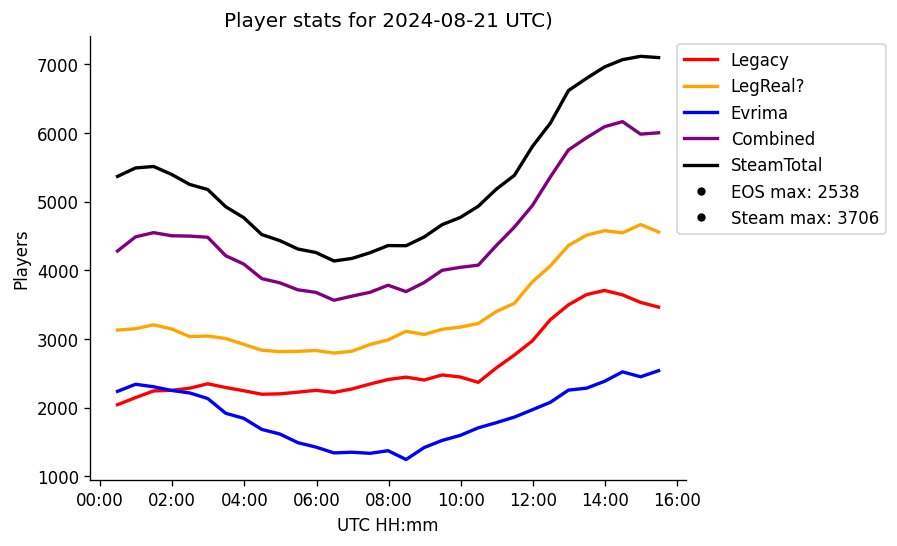 Player stats for 2024-08-21 UTC)
Players
7000
6000
5000
4000
3000
2000
1000
00:00 02:00 04:00 06:00 08:00 10:00 12:00 14:00 16:00
UTC HH:mm
Legacy
LegReal?
Evrima
Combined
SteamTotal
EOS max: 2538
Steam max: 3706